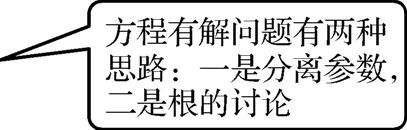 方程有解问题有两种
思路：一是分离参数，
二是根的讨论